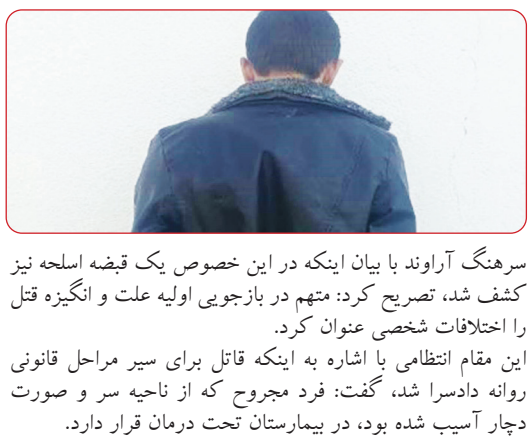 سرهنگ آراوند با بیان اینکه در این خصوص یک قبضه اسلحه نیز
کشف شد، تصریح کرد: متهم در بازجویی اولیه علت و انگیزه قتل
را اختلافات شخصی عنوان کرد.
این مقام انتظامی با اشاره به اینکه قاتل برای سیر مراحل قانونی
روانه دادسرا شد، گفت: فرد مجروح که از ناحیه سر و صورت
دچار آسیب شده بود، در بیمارستان تحت درمان قرار دارد.